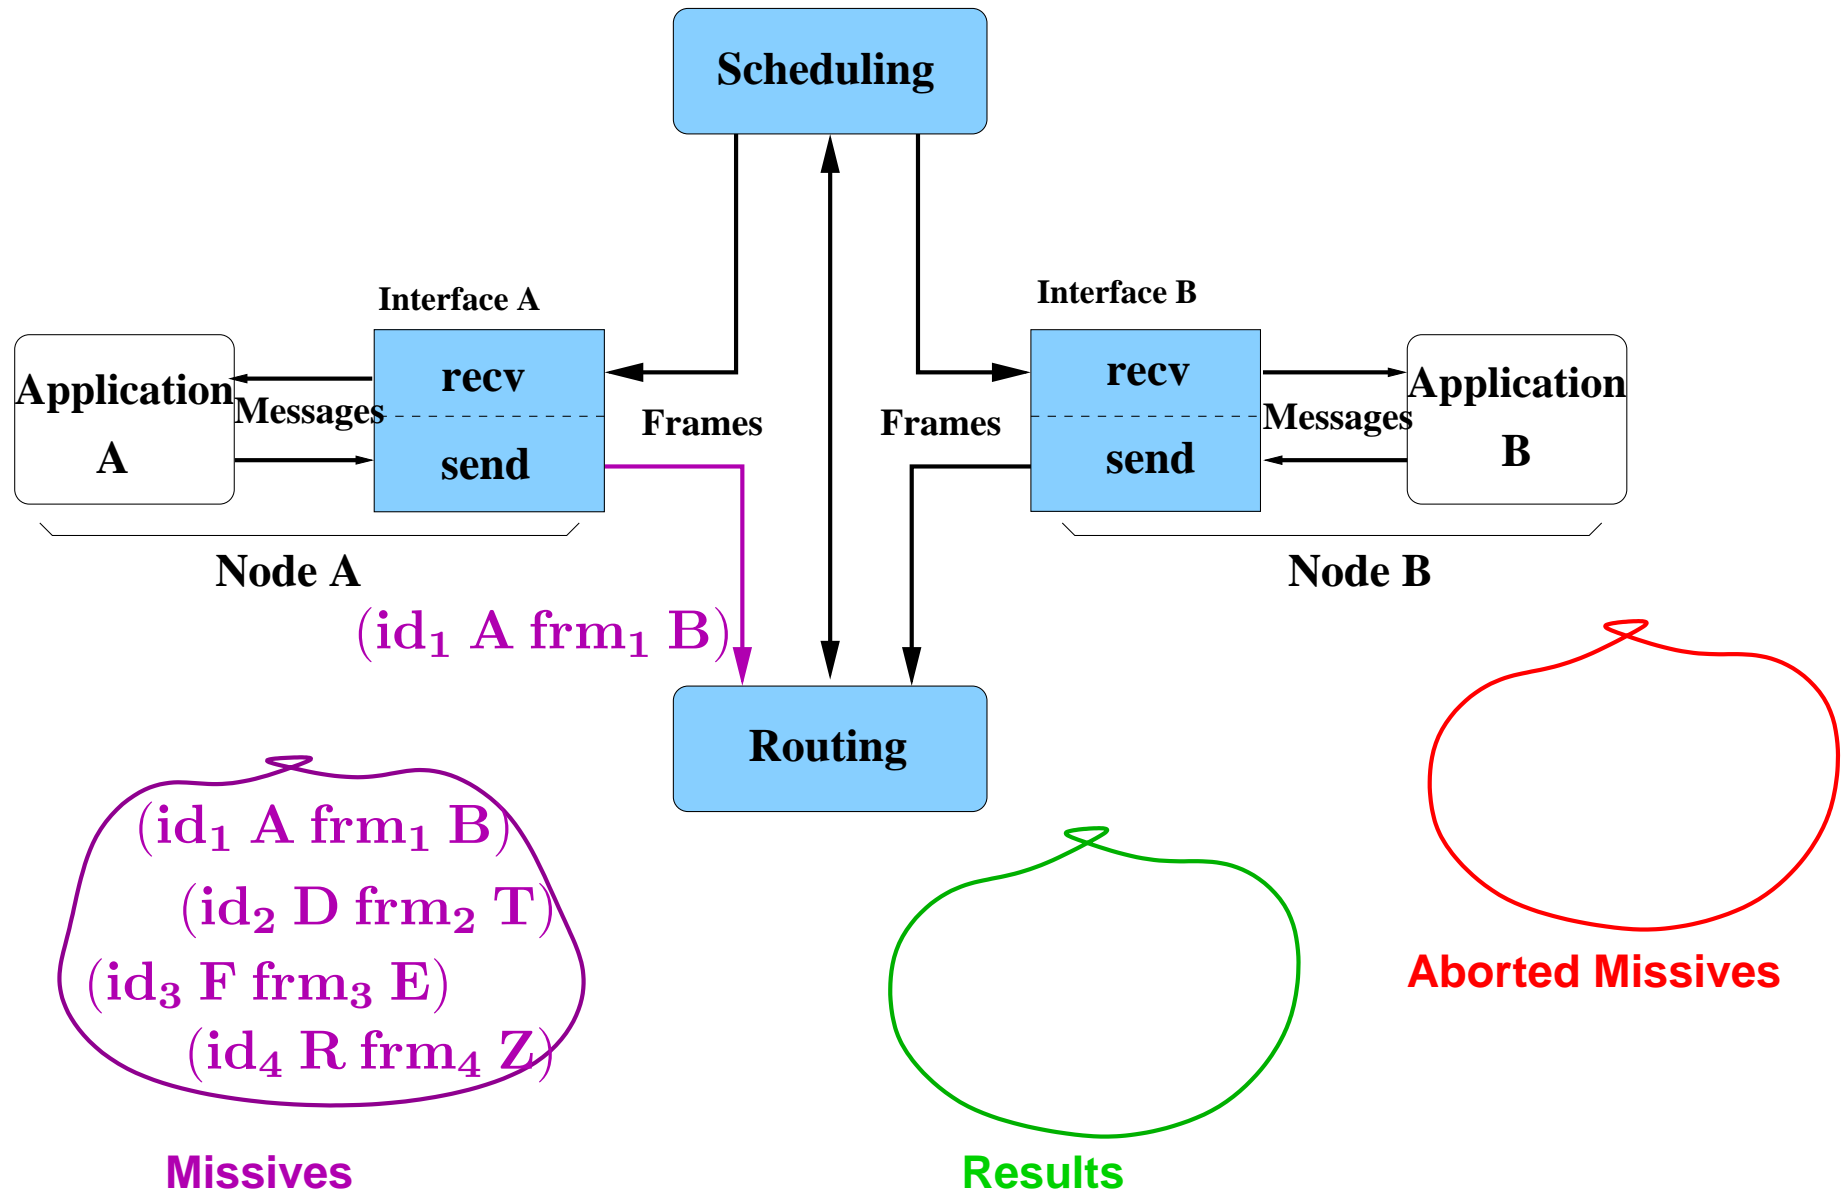 Scheduling
Interface A
Interface B
Application
A
Messages
recv
send
Frames
Frames
recv
send
Messages
Application
B
Node A
Node B
(id₁ A frm₁ B)
Routing
(id₁ A frm₁ B)
(id₂ D frm₂ T)
(id₃ F frm₃ E)
(id₄ R frm₄ Z)
Missives
Results
Aborted Missives